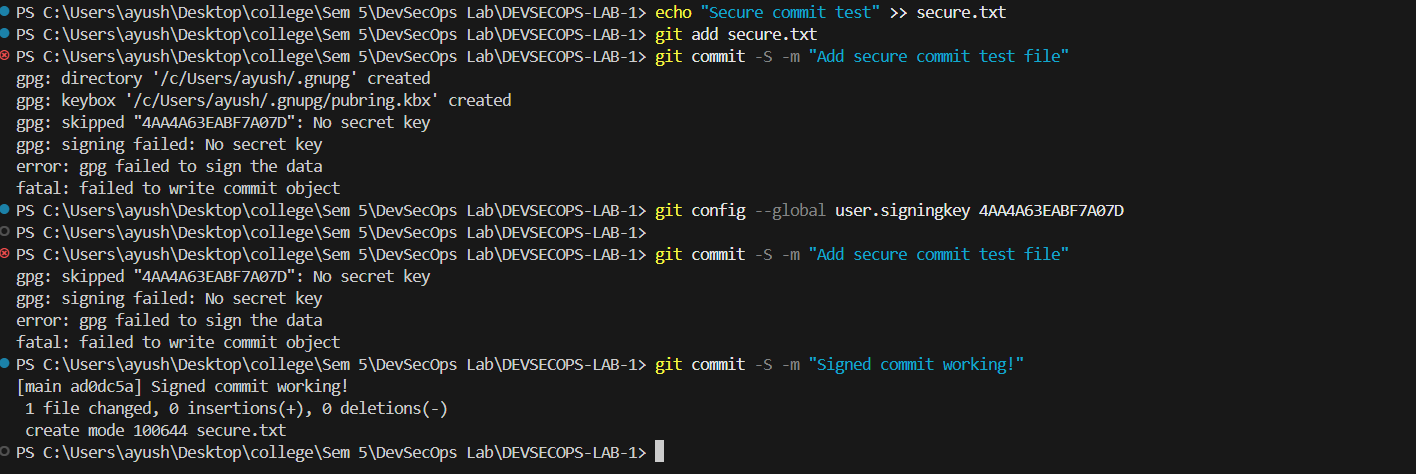 PS C:\Users\ayush\Desktop\college\Sem 5\DevSecOps Lab\DEVSECOPS-LAB-1> echo "Secure commit test" >> secure.txt
PS C:\Users\ayush\Desktop\college\Sem 5\DevSecOps Lab\DEVSECOPS-LAB-1> git add secure.txt
PS C:\Users\ayush\Desktop\college\Sem 5\DevSecOps Lab\DEVSECOPS-LAB-1> git commit -S -m "Add secure commit test file"
gpg: directory '/c/Users/ayush/.gnupg' created
gpg: keybox '/c/Users/ayush/.gnupg/pubring.kbx' created
gpg: skipped "4AA4A63EABF7A07D": No secret key
gpg: signing failed: No secret key
error: gpg failed to sign the data
fatal: failed to write commit object
PS C:\Users\ayush\Desktop\college\Sem 5\DevSecOps Lab\DEVSECOPS-LAB-1> git config --global user.signingkey 4AA4A63EABF7A07D
PS C:\Users\ayush\Desktop\college\Sem 5\DevSecOps Lab\DEVSECOPS-LAB-1>
PS C:\Users\ayush\Desktop\college\Sem 5\DevSecOps Lab\DEVSECOPS-LAB-1> git commit -S -m "Add secure commit test file"
gpg: skipped "4AA4A63EABF7A07D": No secret key
gpg: signing failed: No secret key
error: gpg failed to sign the data
fatal: failed to write commit object
PS C:\Users\ayush\Desktop\college\Sem 5\DevSecOps Lab\DEVSECOPS-LAB-1> git commit -S -m "Signed commit working!"
[main ad0dc5a] Signed commit working!
 1 file changed, 0 insertions(+), 0 deletions(-)
 create mode 100644 secure.txt
PS C:\Users\ayush\Desktop\college\Sem 5\DevSecOps Lab\DEVSECOPS-LAB-1>